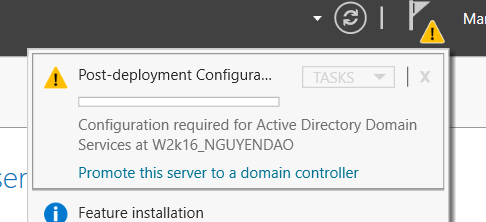 Mar
Post-deployment Configura...
TASKS
X
Configuration required for Active Directory Domain
Services at W2k16_NGUYENDAO
Promote this server to a domain controller
ser
Feature installation